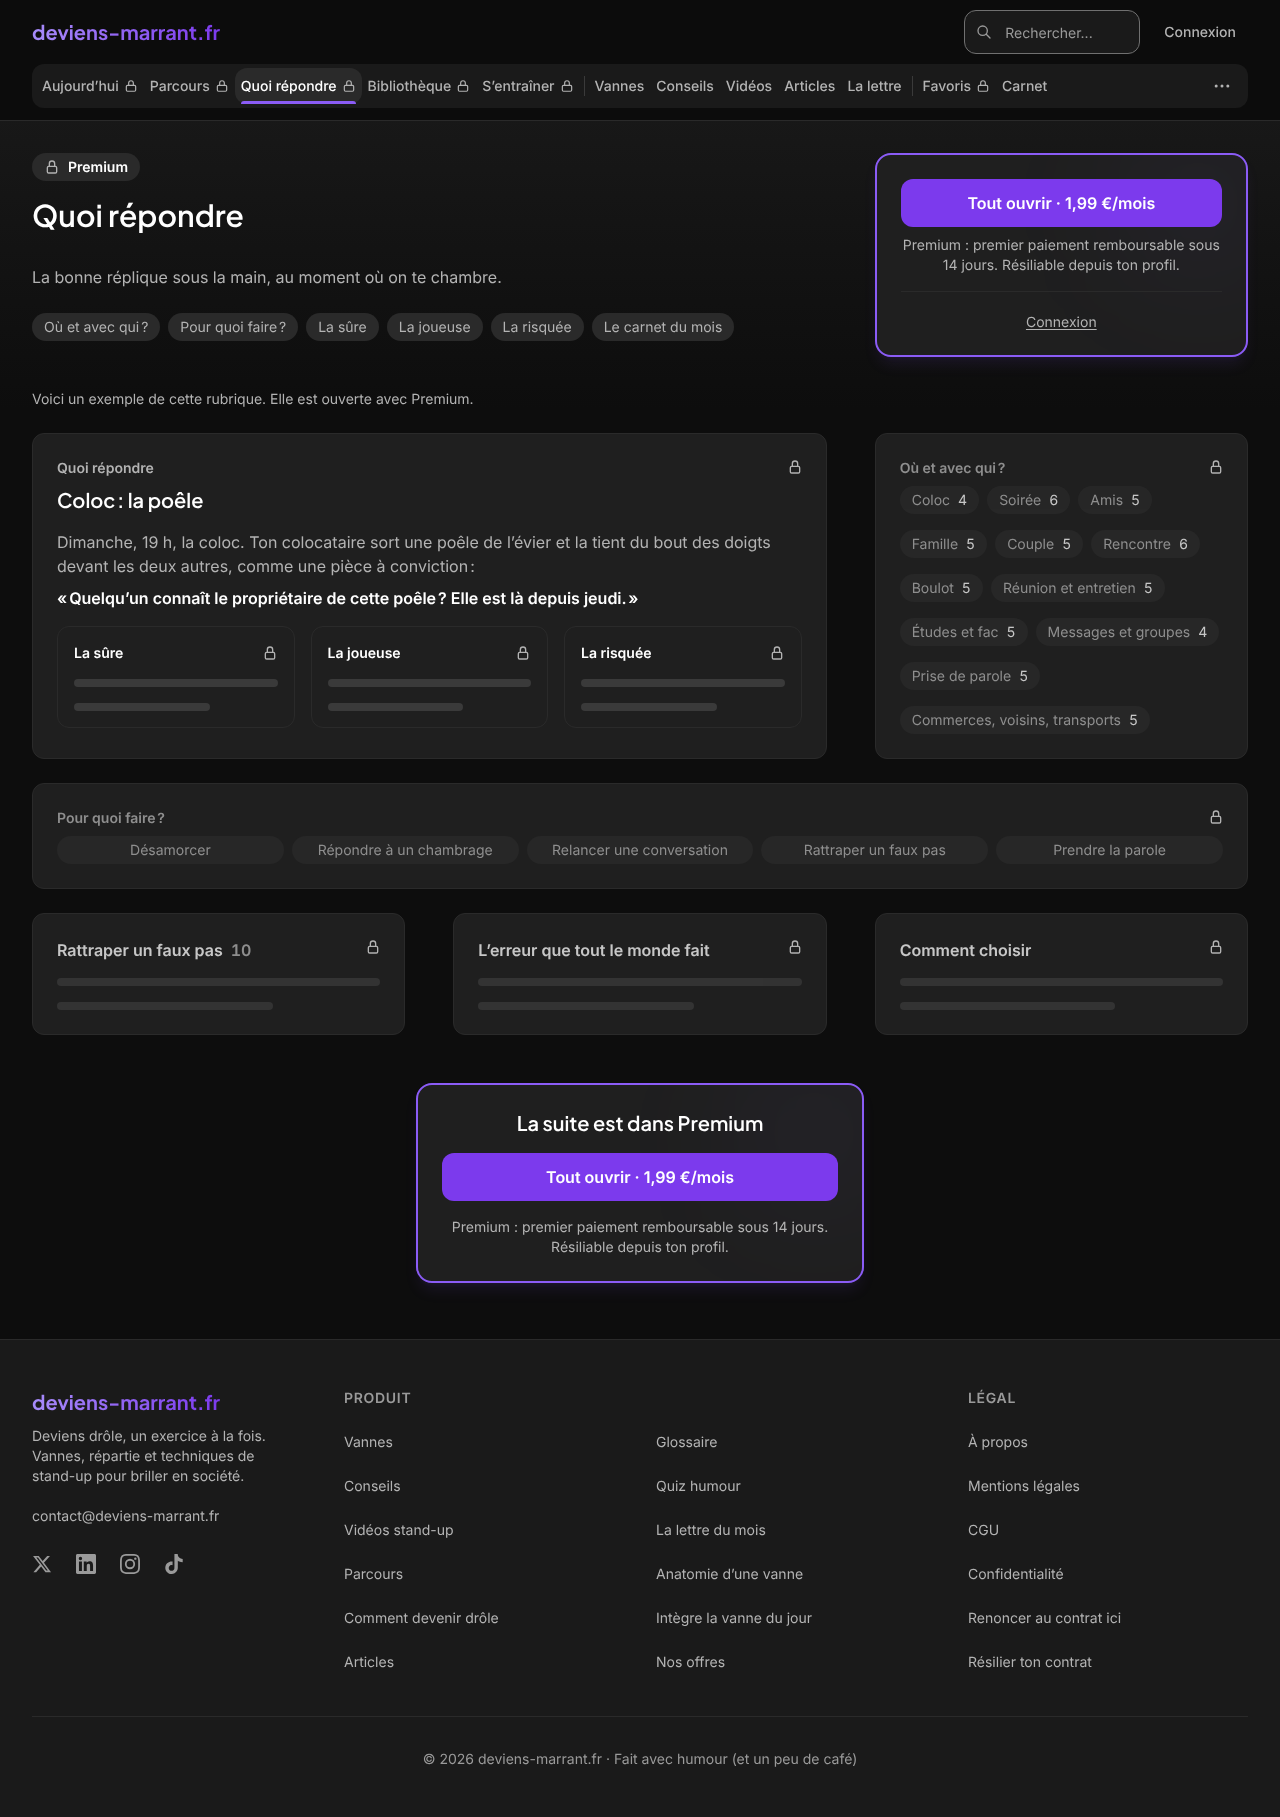 deviens-marrant.fr
Rechercher...
Connexion
Aujourd’hui
Parcours
Quoi répondre
Bibliothèque
S’entraîner
Vannes
Conseils
Vidéos
Articles
La lettre
Favoris
Carnet
Premium
Quoi répondre
La bonne réplique sous la main, au moment où on te chambre.
Où et avec qui ?
Pour quoi faire ?
La sûre
La joueuse
La risquée
Le carnet du mois
Tout ouvrir · 1,99 €/mois
Premium : premier paiement remboursable sous
14 jours. Résiliable depuis ton profil.
Connexion
Voici un exemple de cette rubrique. Elle est ouverte avec Premium.
Quoi répondre
Coloc : la poêle
Dimanche, 19 h, la coloc. Ton colocataire sort une poêle de l’évier et la tient du bout des doigts
devant les deux autres, comme une pièce à conviction :
« Quelqu’un connaît le propriétaire de cette poêle ? Elle est là depuis jeudi. »
La sûre
La joueuse
La risquée
Où et avec qui ?
Coloc 4
Soirée 6
Amis 5
Famille 5
Couple 5
Rencontre 6
Boulot 5
Réunion et entretien 5
Études et fac 5
Messages et groupes 4
Prise de parole 5
Commerces, voisins, transports 5
Pour quoi faire ?
Désamorcer
Répondre à un chambrage
Relancer une conversation
Rattraper un faux pas
Prendre la parole
Rattraper un faux pas 10
L’erreur que tout le monde fait
Comment choisir
La suite est dans Premium
Tout ouvrir · 1,99 €/mois
Premium : premier paiement remboursable sous 14 jours.
Résiliable depuis ton profil.
deviens-marrant.fr
Deviens drôle, un exercice à la fois.
Vannes, répartie et techniques de
stand-up pour briller en société.
contact@deviens-marrant.fr
PRODUIT
Vannes
Conseils
Vidéos stand-up
Parcours
Comment devenir drôle
Articles
Glossaire
Quiz humour
La lettre du mois
Anatomie d’une vanne
Intègre la vanne du jour
Nos offres
LÉGAL
À propos
Mentions légales
CGU
Confidentialité
Renoncer au contrat ici
Résilier ton contrat
© 2026 deviens-marrant.fr · Fait avec humour (et un peu de café)